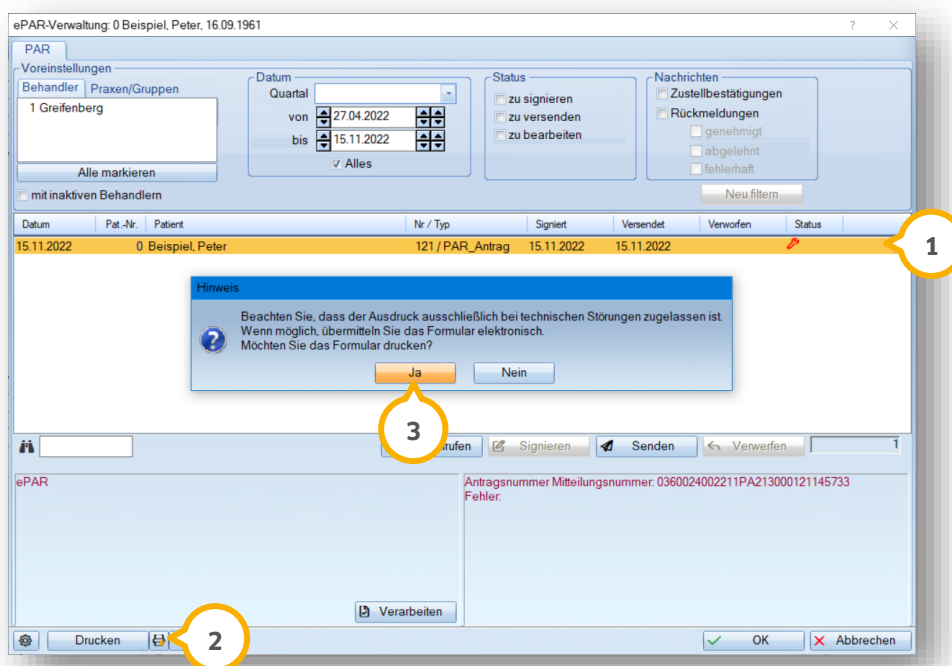 ePAR-Verwaltung: 0 Beispiel, Peter, 16.09.1961
PAR
Voreinstellungen
Behandler Praxen/Gruppen
1 Greifenberg
Alle markieren
mit inaktiven Behandlern
Datum
Quartal
von 27.04.2022
bis 15.11.2022
Alles
Status
zu signieren
zu versenden
zu bearbeiten
Nachrichten
Zustellbestätigungen
Rückmeldungen
genehmigt
abgelehnt
fehlerhaft
Neu filtern
Datum Pat.-Nr. Patient Nr / Typ Signiert Versendet Verworfen Status
15.11.2022 0 Beispiel, Peter 121 / PAR_Antrag 15.11.2022 15.11.2022
1
Hinweis
Beachten Sie, dass der Ausdruck ausschließlich bei technischen Störungen zugelassen ist.
Wenn möglich, übermitteln Sie das Formular elektronisch.
Möchten Sie das Formular drucken?
Ja Nein
3
rufen Signieren Senden Verwerfen 1
ePAR
Antragsnummer Mitteilungsnummer: 0360024002211PA213000121145733
Fehler:
Verarbeiten
Drucken 2 OK Abbrechen